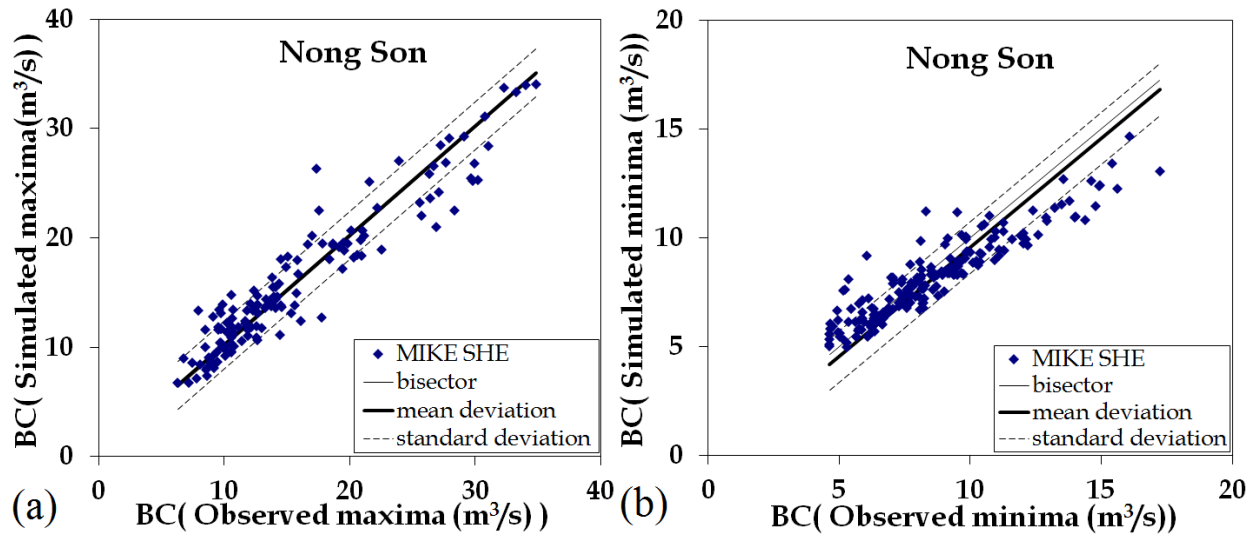 BC( Simulated maxima(m³/s) )
40
30
20
10
0
Nong Son
MIKE SHE
bisector
mean deviation
standard deviation
0 10 20 30 40
(a)
BC( Observed maxima (m³/s) )
BC( Simulated minima (m³/s))
20
15
10
5
0
Nong Son
MIKE SHE
bisector
mean deviation
standard deviation
0 5 10 15 20
(b)
BC( Observed minima (m³/s))